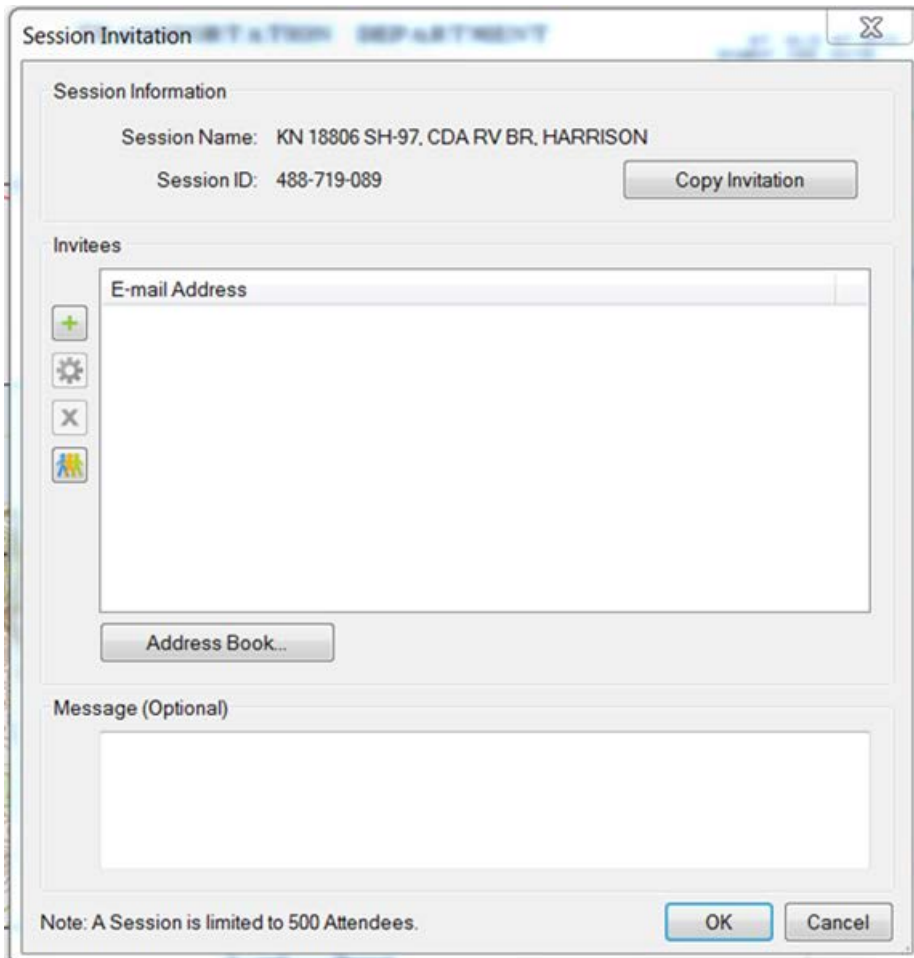 Session Invitation
Session Information
Session Name: KN 18806 SH-97, CDA RV BR, HARRISON
Session ID: 488-719-089
Copy Invitation
Invitees
E-mail Address
Address Book...
Message (Optional)
Note: A Session is limited to 500 Attendees.
OK
Cancel